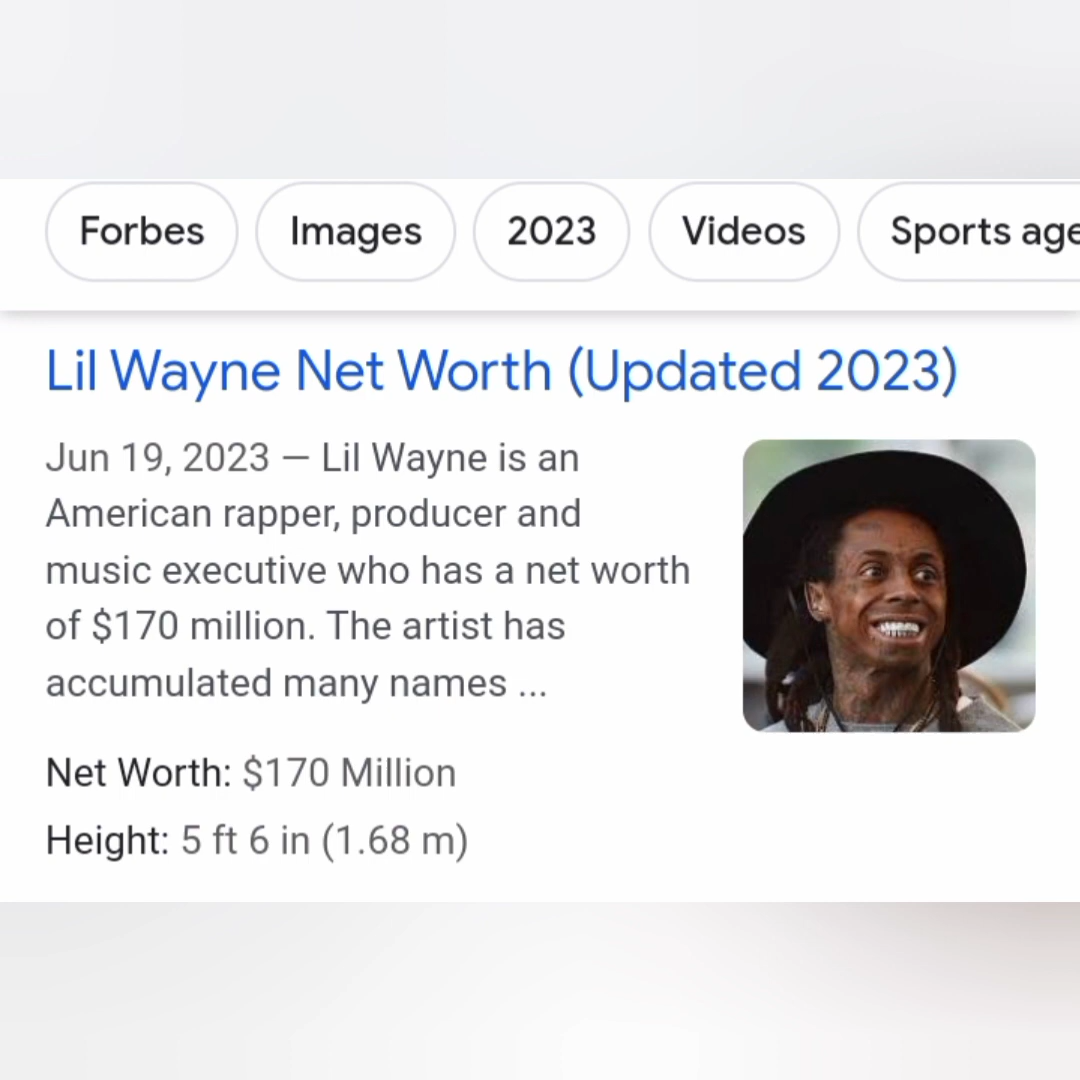 Forbes Images 2023 Videos Sports age
Lil Wayne Net Worth (Updated 2023)
Jun 19, 2023 — Lil Wayne is an
American rapper, producer and
music executive who has a net worth
of $170 million. The artist has
accumulated many names ...
Net Worth: $170 Million
Height: 5 ft 6 in (1.68 m)